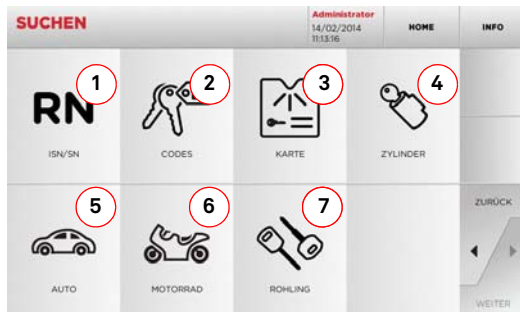 SUCHEN
Administrator
14/02/2014
11:13:16
HOME
INFO
1
2
3
4
RN
ISN/SN
CODES
KARTE
ZYLINDER
5
6
7
ZURÜCK
AUTO
MOTORRAD
ROHLING
WEITER